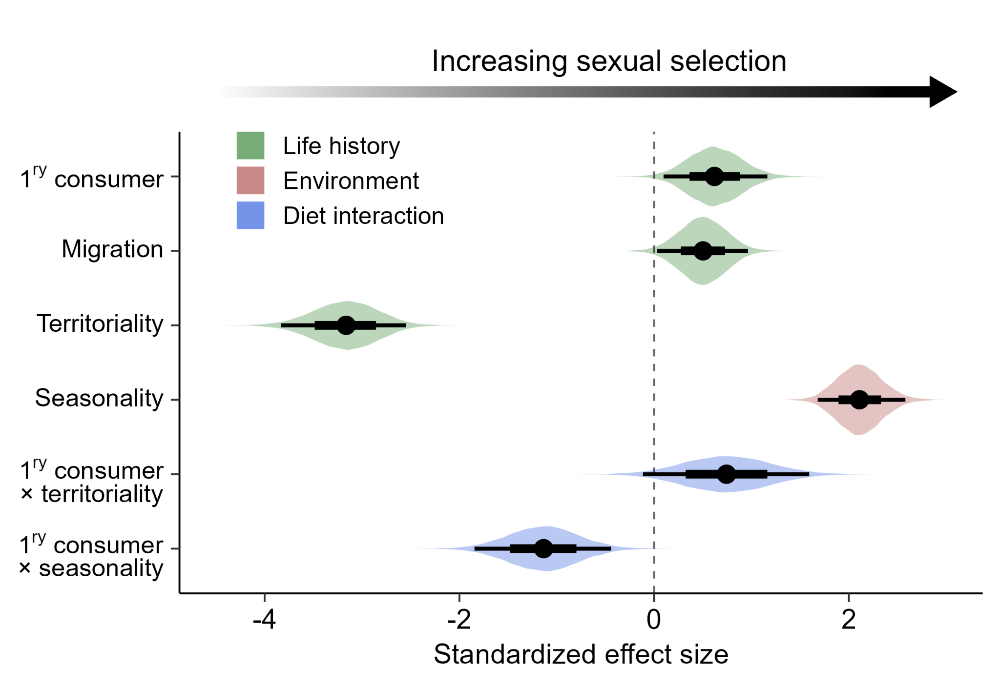 Increasing sexual selection
Life history
Environment
Diet interaction
1ry consumer
Migration
Territoriality
Seasonality
1ry consumer
× territoriality
1ry consumer
× seasonality
-4 -2 0 2
Standardized effect size